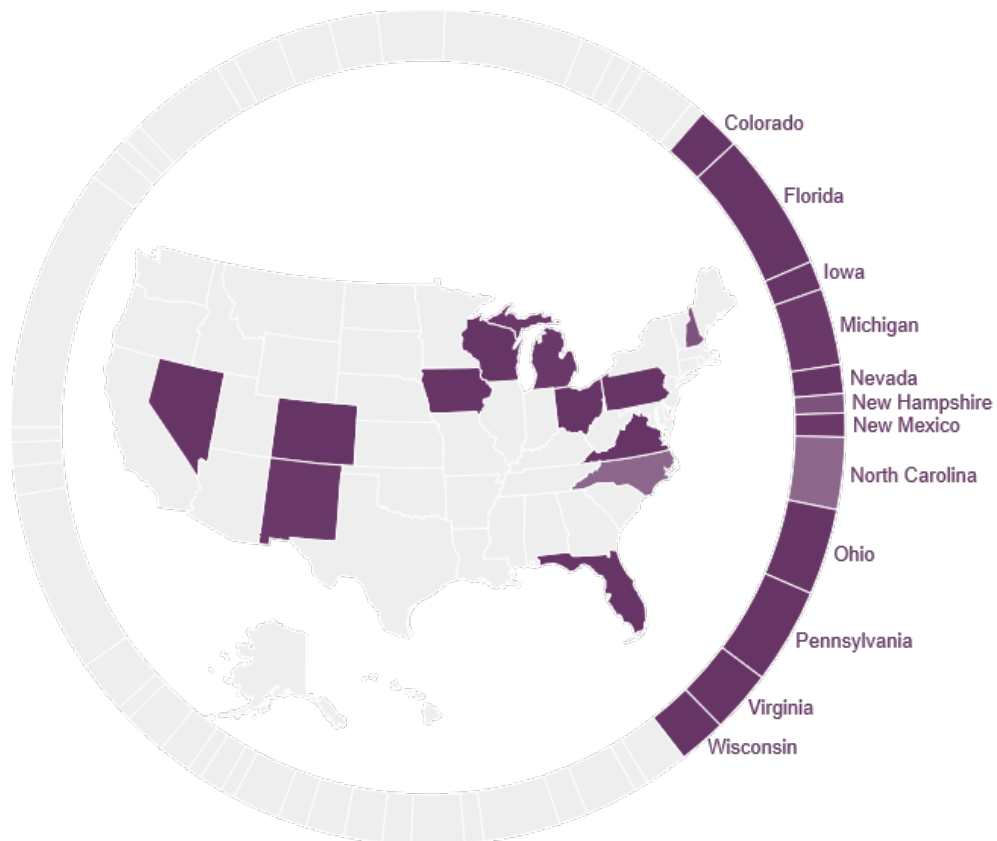 Colorado
Florida
Iowa
Michigan
Nevada
New Hampshire
New Mexico
North Carolina
Ohio
Pennsylvania
Virginia
Wisconsin